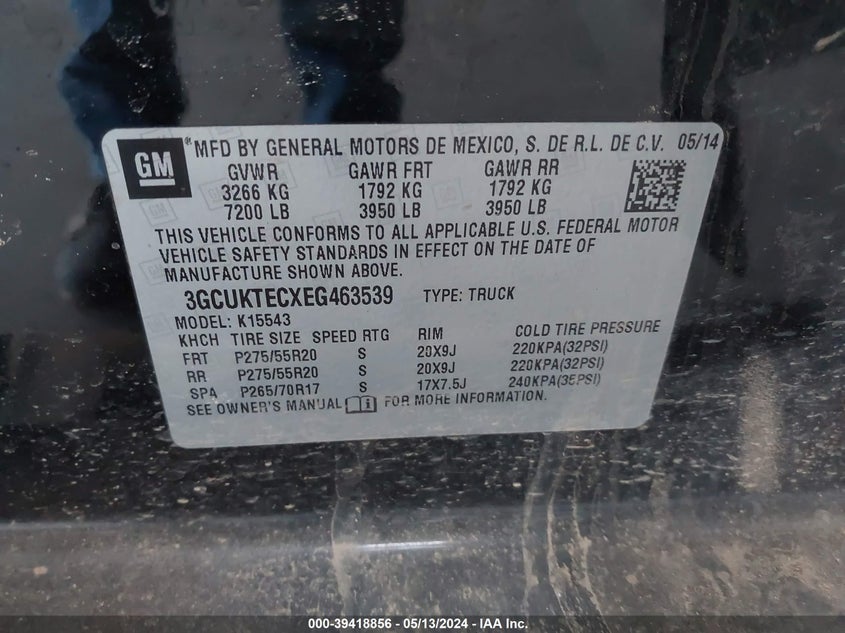 GM ® MFD BY GENERAL MOTORS DE MEXICO, S. DE R.L. DE C.V. 05/14
GVWR GAWR FRT GAWR RR
3266 KG 1792 KG 1792 KG
7200 LB 3950 LB 3950 LB
THIS VEHICLE CONFORMS TO ALL APPLICABLE U.S. FEDERAL MOTOR
VEHICLE SAFETY STANDARDS IN EFFECT ON THE DATE OF
MANUFACTURE SHOWN ABOVE.
3GCUKTECXEG463539 TYPE: TRUCK
MODEL: K15543
KHCH TIRE SIZE SPEED RTG RIM COLD TIRE PRESSURE
FRT P275/55R20 S 20X9J 220KPA(32PSI)
RR P275/55R20 S 20X9J 220KPA(32PSI)
SPA P265/70R17 S 17X7.5J 240KPA(35PSI)
SEE OWNER'S MANUAL FOR MORE INFORMATION.
000-39418856 - 05/13/2024 - IAA Inc.